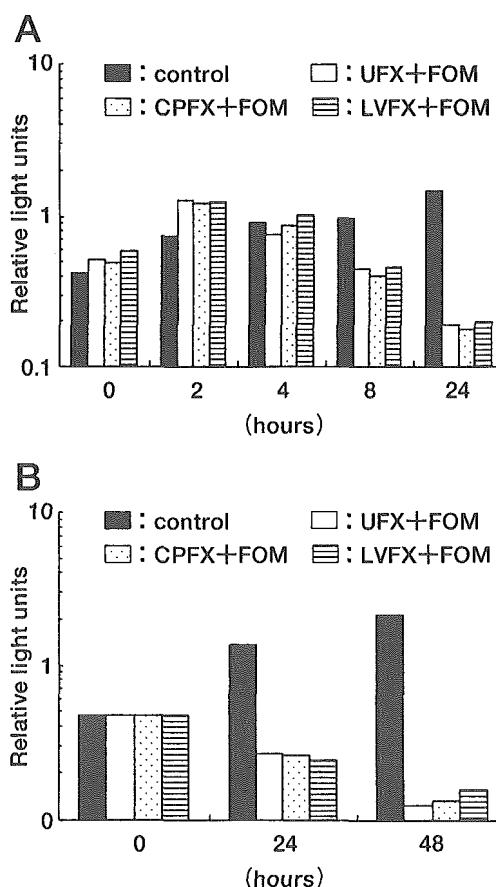 A
10
1
0.1
Relative light units
■ : control □ : UFX+FOM
CPFX+FOM LVFX+FOM
0 2 4 8 24
(hours)
B
10
1
0
Relative light units
: control : UFX+FOM
: CPFX+FOM : LVFX+FOM
0 24 48
(hours)